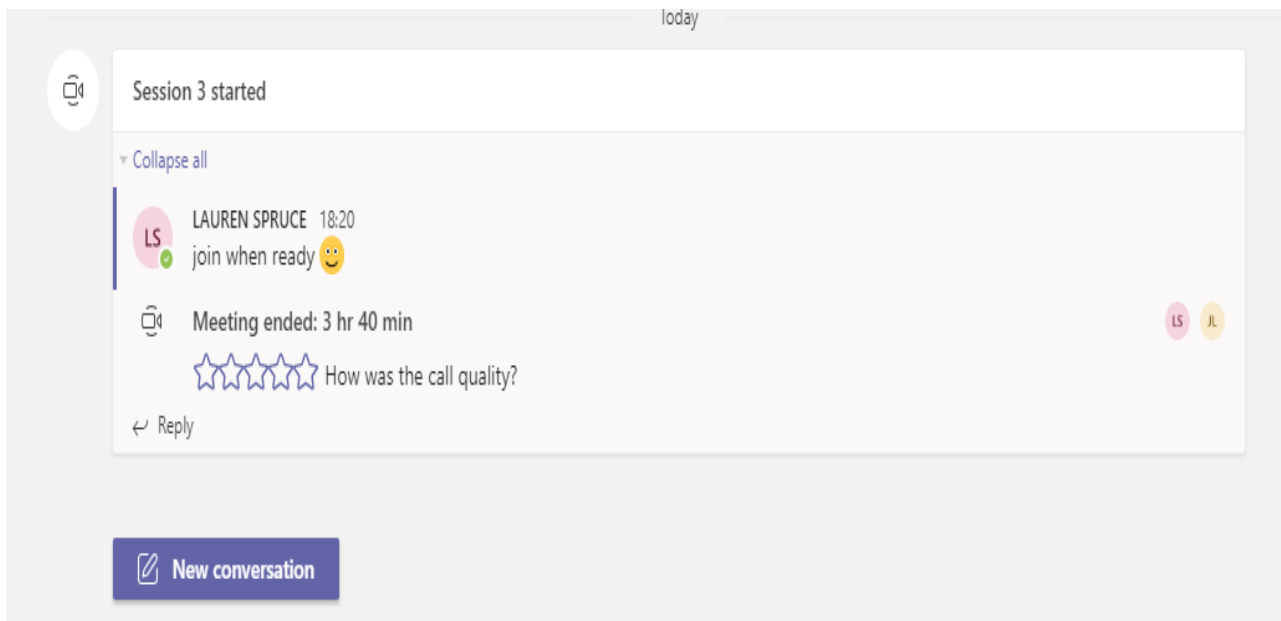 Today
Session 3 started
Collapse all
LAUREN SPRUCE 18:20
LS
join when ready
Meeting ended: 3 hr 40 min
LS JL
How was the call quality?
Reply
New conversation